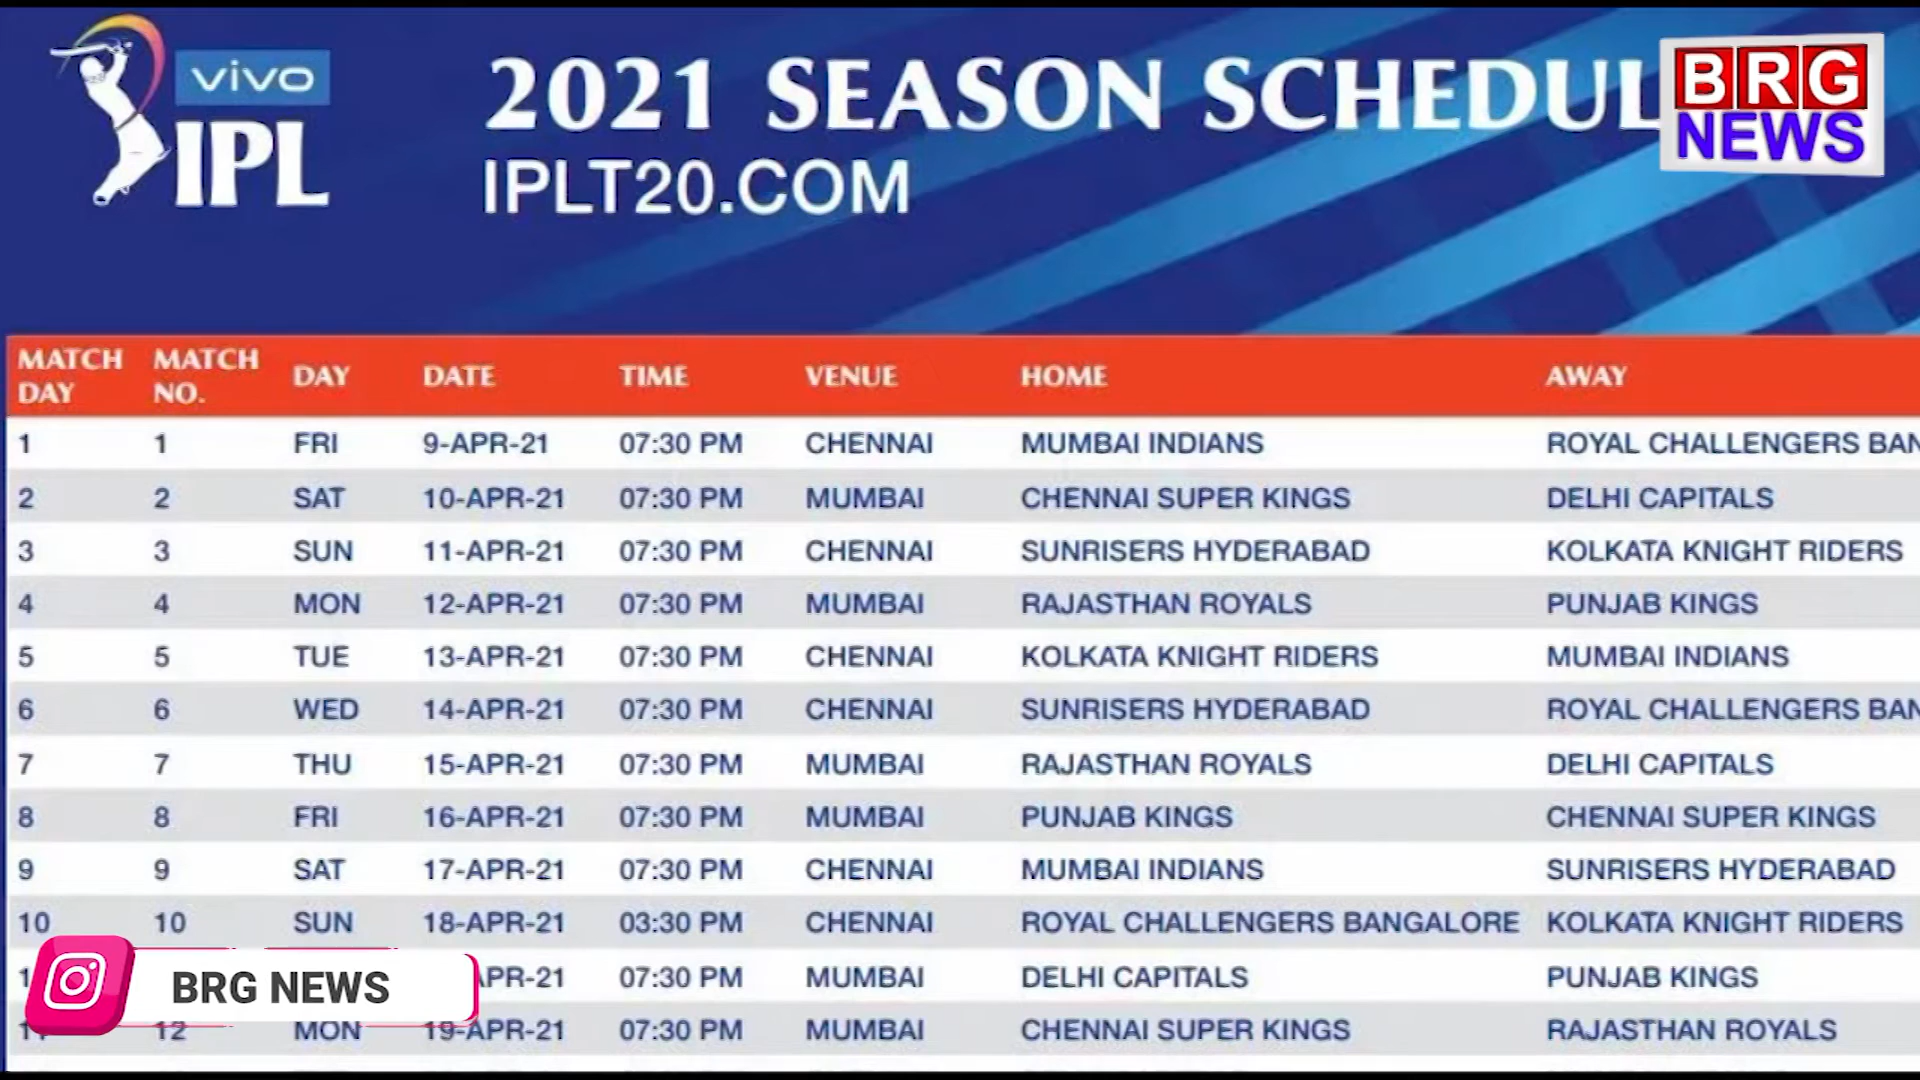 vivo
IPL
2021 SEASON SCHEDUL
IPLT20.COM
BRG
NEWS
MATCH DAY MATCH NO. DAY DATE TIME VENUE HOME AWAY
1 1 FRI 9-APR-21 07:30 PM CHENNAI MUMBAI INDIANS ROYAL CHALLENGERS BAN
2 2 SAT 10-APR-21 07:30 PM MUMBAI CHENNAI SUPER KINGS DELHI CAPITALS
3 3 SUN 11-APR-21 07:30 PM CHENNAI SUNRISERS HYDERABAD KOLKATA KNIGHT RIDERS
4 4 MON 12-APR-21 07:30 PM MUMBAI RAJASTHAN ROYALS PUNJAB KINGS
5 5 TUE 13-APR-21 07:30 PM CHENNAI KOLKATA KNIGHT RIDERS MUMBAI INDIANS
6 6 WED 14-APR-21 07:30 PM CHENNAI SUNRISERS HYDERABAD ROYAL CHALLENGERS BAN
7 7 THU 15-APR-21 07:30 PM MUMBAI RAJASTHAN ROYALS DELHI CAPITALS
8 8 FRI 16-APR-21 07:30 PM MUMBAI PUNJAB KINGS CHENNAI SUPER KINGS
9 9 SAT 17-APR-21 07:30 PM CHENNAI MUMBAI INDIANS SUNRISERS HYDERABAD
10 10 SUN 18-APR-21 03:30 PM CHENNAI ROYAL CHALLENGERS BANGALORE KOLKATA KNIGHT RIDERS
APR-21 07:30 PM MUMBAI DELHI CAPITALS PUNJAB KINGS
BRG NEWS
12 MON 19-APR-21 07:30 PM MUMBAI CHENNAI SUPER KINGS RAJASTHAN ROYALS